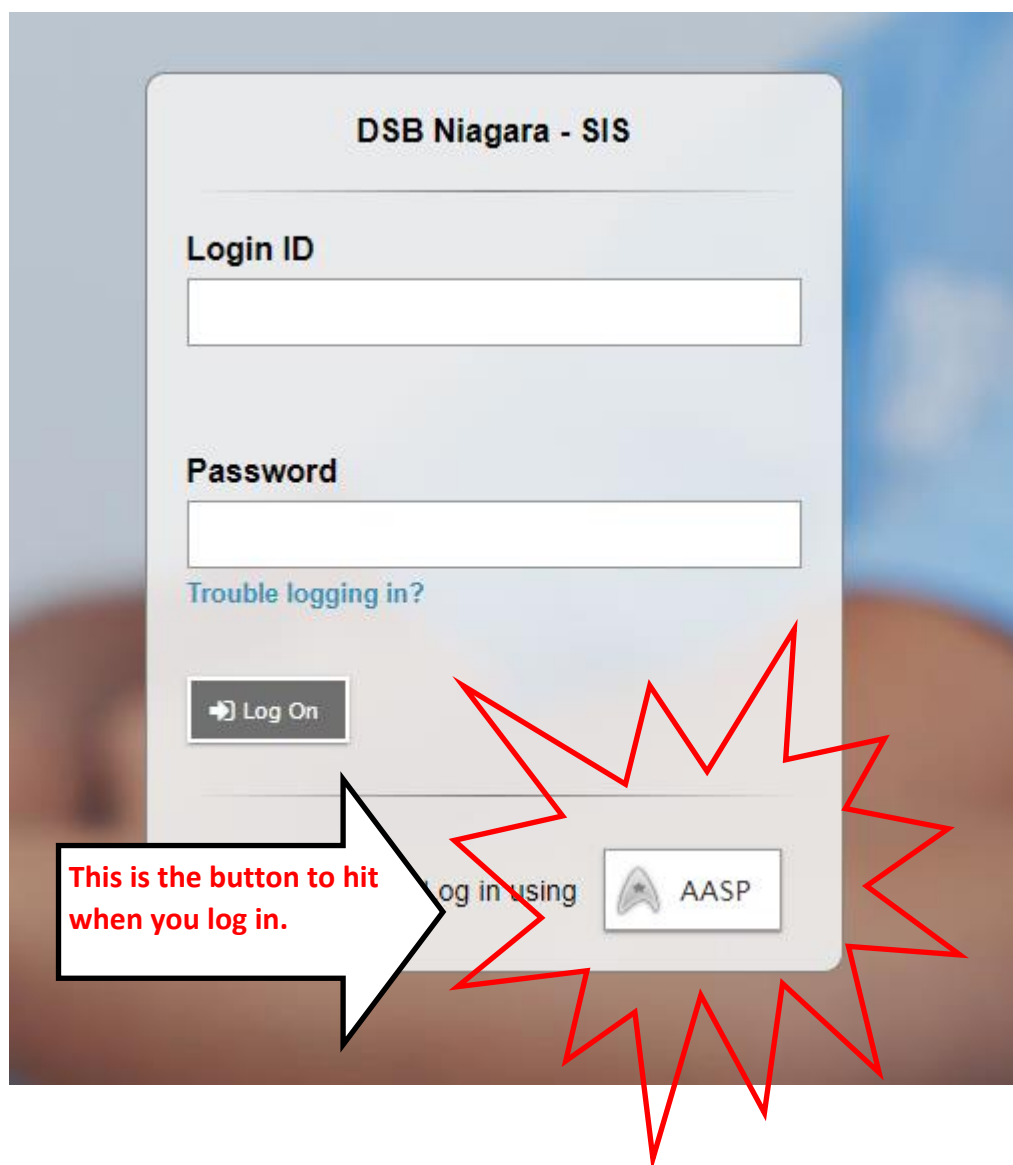 DSB Niagara - SIS
Login ID
Password
Trouble logging in?
Log On
This is the button to hit
when you log in.
Log in using
AASP